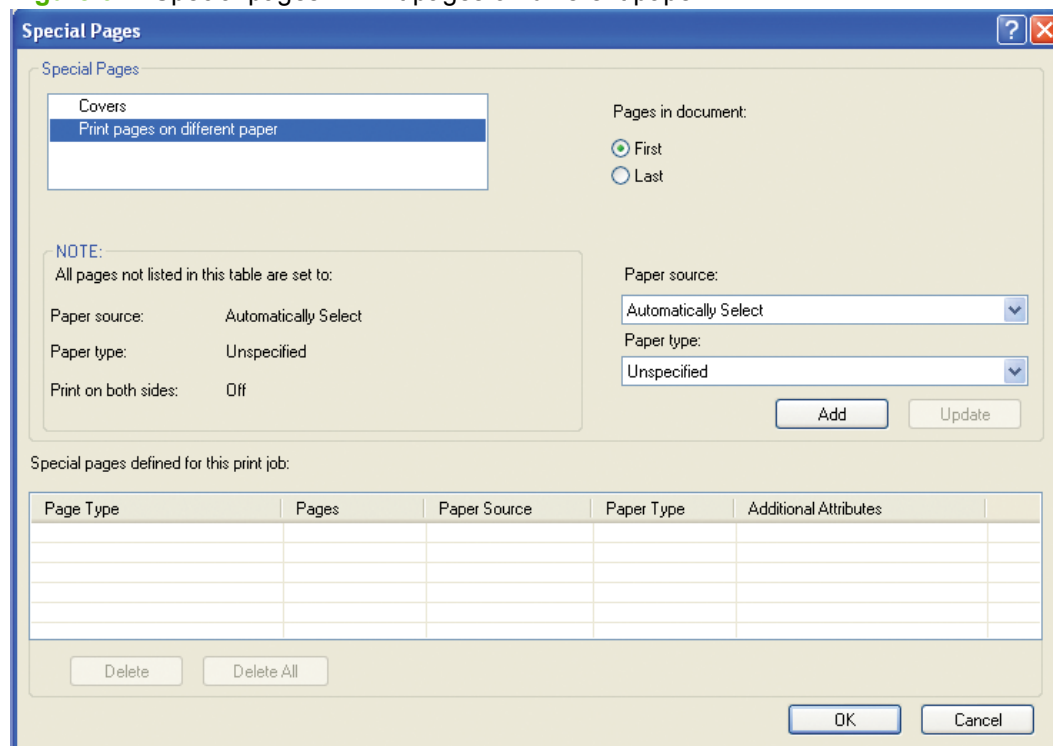 Special Pages
Special Pages
Covers
Print pages on different paper
Pages in document:
First
Last
NOTE:
All pages not listed in this table are set to:
Paper source: Automatically Select
Paper type: Unspecified
Print on both sides: Off
Paper source:
Automatically Select
Paper type:
Unspecified
Add Update
Special pages defined for this print job:
Page Type Pages Paper Source Paper Type Additional Attributes
Delete Delete All
OK Cancel